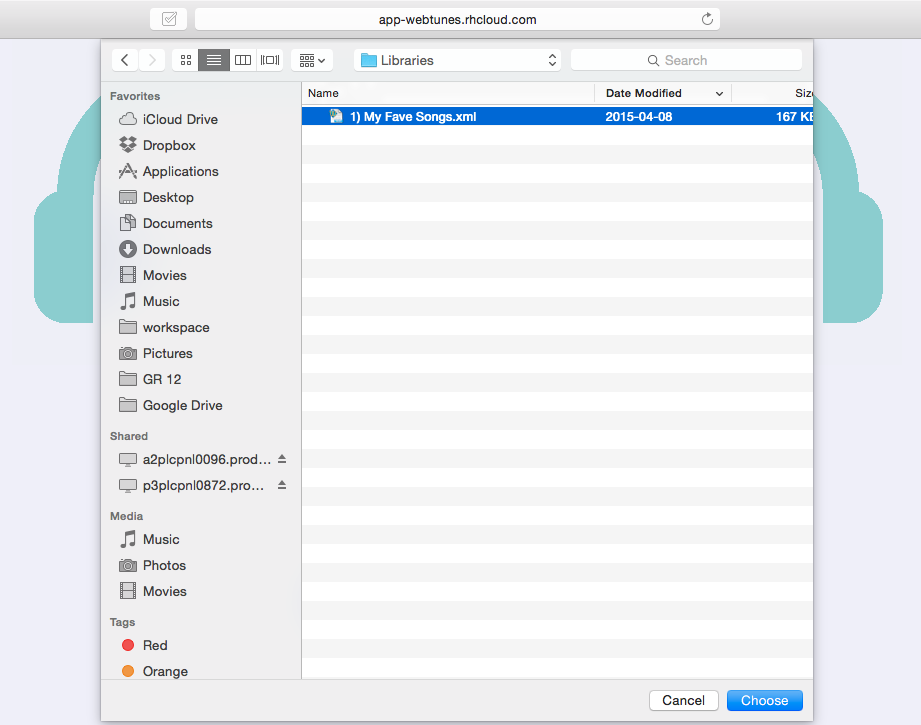 app-webtunes.rhcloud.com
Libraries
Search
Favorites
iCloud Drive
Dropbox
Applications
Desktop
Documents
Downloads
Movies
Music
workspace
Pictures
GR 12
Google Drive
Shared
a2plcpnl0096.prod...
p3plcpnl0872.pro...
Media
Music
Photos
Movies
Tags
Red
Orange
Name Date Modified Siz
1) My Fave Songs.xml 2015-04-08 167 KB
Cancel Choose